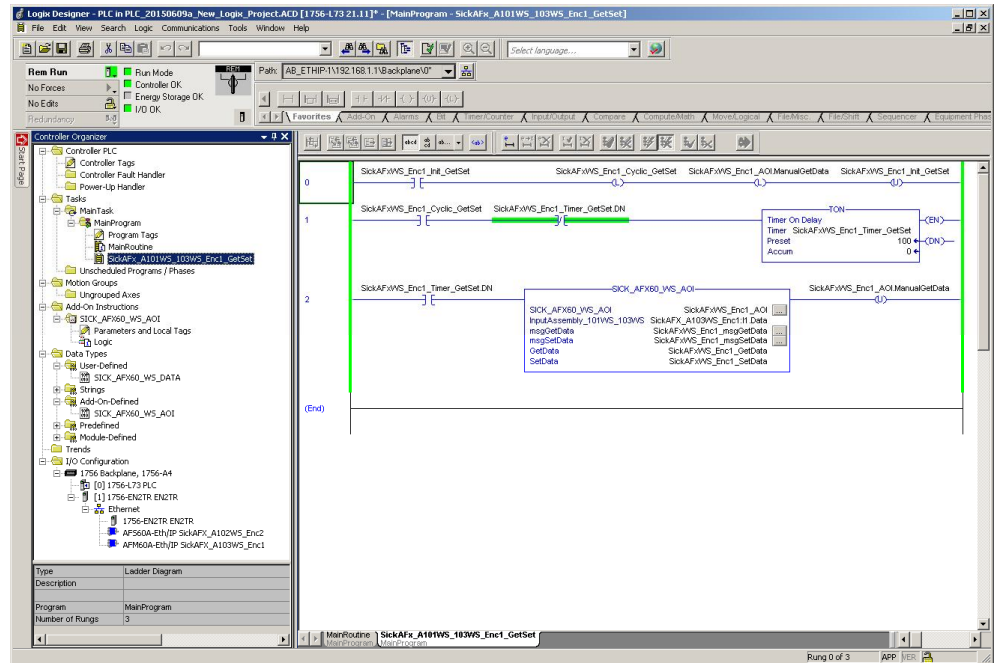 Logix Designer - PLC in PLC_20150609a_New_Logix_Project.ACD [1756-L73 21.11]* - [MainProgram - SickAFx_A101WS_103WS_Enc1_GetSet]
File Edit View Search Logic Communications Tools Window Help
Select language...
Rem Run
Run Mode
REM
Path: AB_ETHIP-1\192.168.1.1\Backplane\0*
No Forces
Controller OK
Energy Storage OK
No Edits
I/O OK
Redundancy
Favorites Add-On Alarms Bit Timer/Counter Input/Output Compare Compute/Math Move/Logical File/Misc. File/Shift Sequencer Equipment Phas
Start Page
Controller Organizer
Controller PLC
Controller Tags
Controller Fault Handler
Power-Up Handler
Tasks
MainTask
MainProgram
Program Tags
MainRoutine
SickAFx_A101WS_103WS_Enc1_GetSet
Unscheduled Programs / Phases
Motion Groups
Ungrouped Axes
Add-On Instructions
SICK_AFX60_WS_AOI
Parameters and Local Tags
Logic
Data Types
User-Defined
SICK_AFX60_WS_DATA
Strings
Add-On-Defined
SICK_AFX60_WS_AOI
Predefined
Module-Defined
Trends
I/O Configuration
1756 Backplane, 1756-A4
[0] 1756-L73 PLC
[1] 1756-EN2TR EN2TR
Ethernet
1756-EN2TR EN2TR
AFS60A-Eth/IP SickAFX_A102WS_Enc2
AFM60A-Eth/IP SickAFX_A103WS_Enc1
Type Ladder Diagram
Description
Program MainProgram
Number of Rungs 3
0
SickAFxWS_Enc1_Init_GetSet SickAFxWS_Enc1_Cyclic_GetSet SickAFxWS_Enc1_AOI.ManualGetData SickAFxWS_Enc1_Init_GetSet
L L U
1
SickAFxWS_Enc1_Cyclic_GetSet SickAFxWS_Enc1_Timer_GetSet.DN
TON
Timer On Delay
EN
Timer SickAFxWS_Enc1_Timer_GetSet
Preset 100
DN
Accum 0
2
SickAFxWS_Enc1_Timer_GetSet.DN
SICK_AFX60_WS_AOI
SICK_AFX60_WS_AOI SickAFxWS_Enc1_AOI ...
InputAssembly_101WS_103WS SickAFX_A103WS_Enc1:I1.Data
msgGetData SickAFxWS_Enc1_msgGetData ...
msgSetData SickAFxWS_Enc1_msgSetData ...
GetData SickAFxWS_Enc1_GetData
SetData SickAFxWS_Enc1_SetData
SickAFxWS_Enc1_AOI.ManualGetData
U
(End)
MainRoutine SickAFx_A101WS_103WS_Enc1_GetSet
MainProgram MainProgram
Rung 0 of 3 APP VER